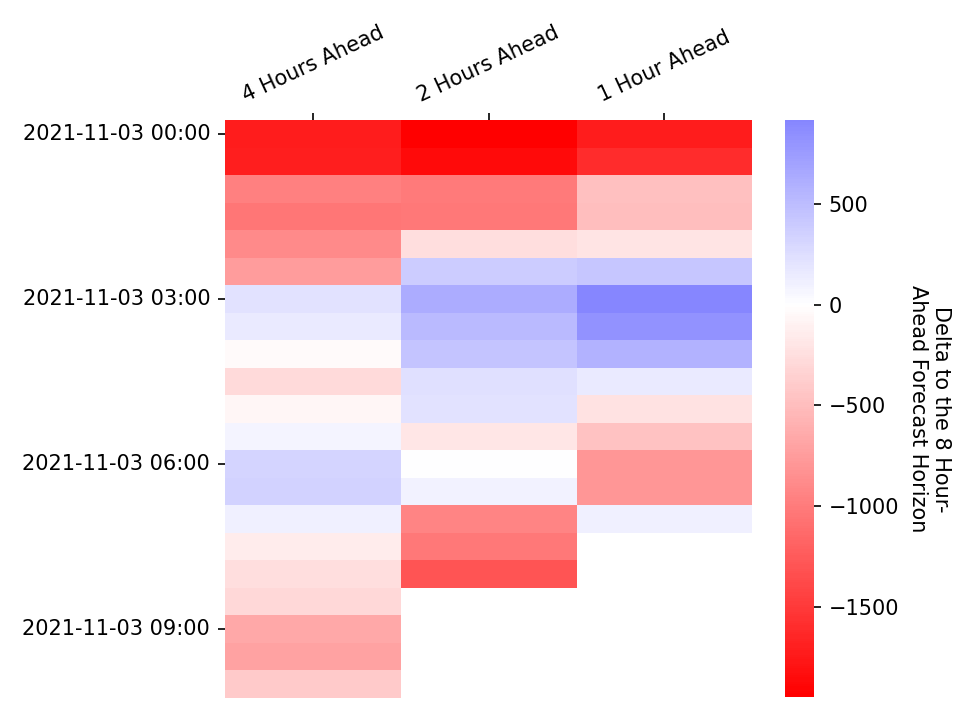 4 Hours Ahead
2 Hours Ahead
1 Hour Ahead
2021-11-03 00:00
2021-11-03 03:00
2021-11-03 06:00
2021-11-03 09:00
500
0
−500
−1000
−1500
Delta to the 8 Hour-
Ahead Forecast Horizon